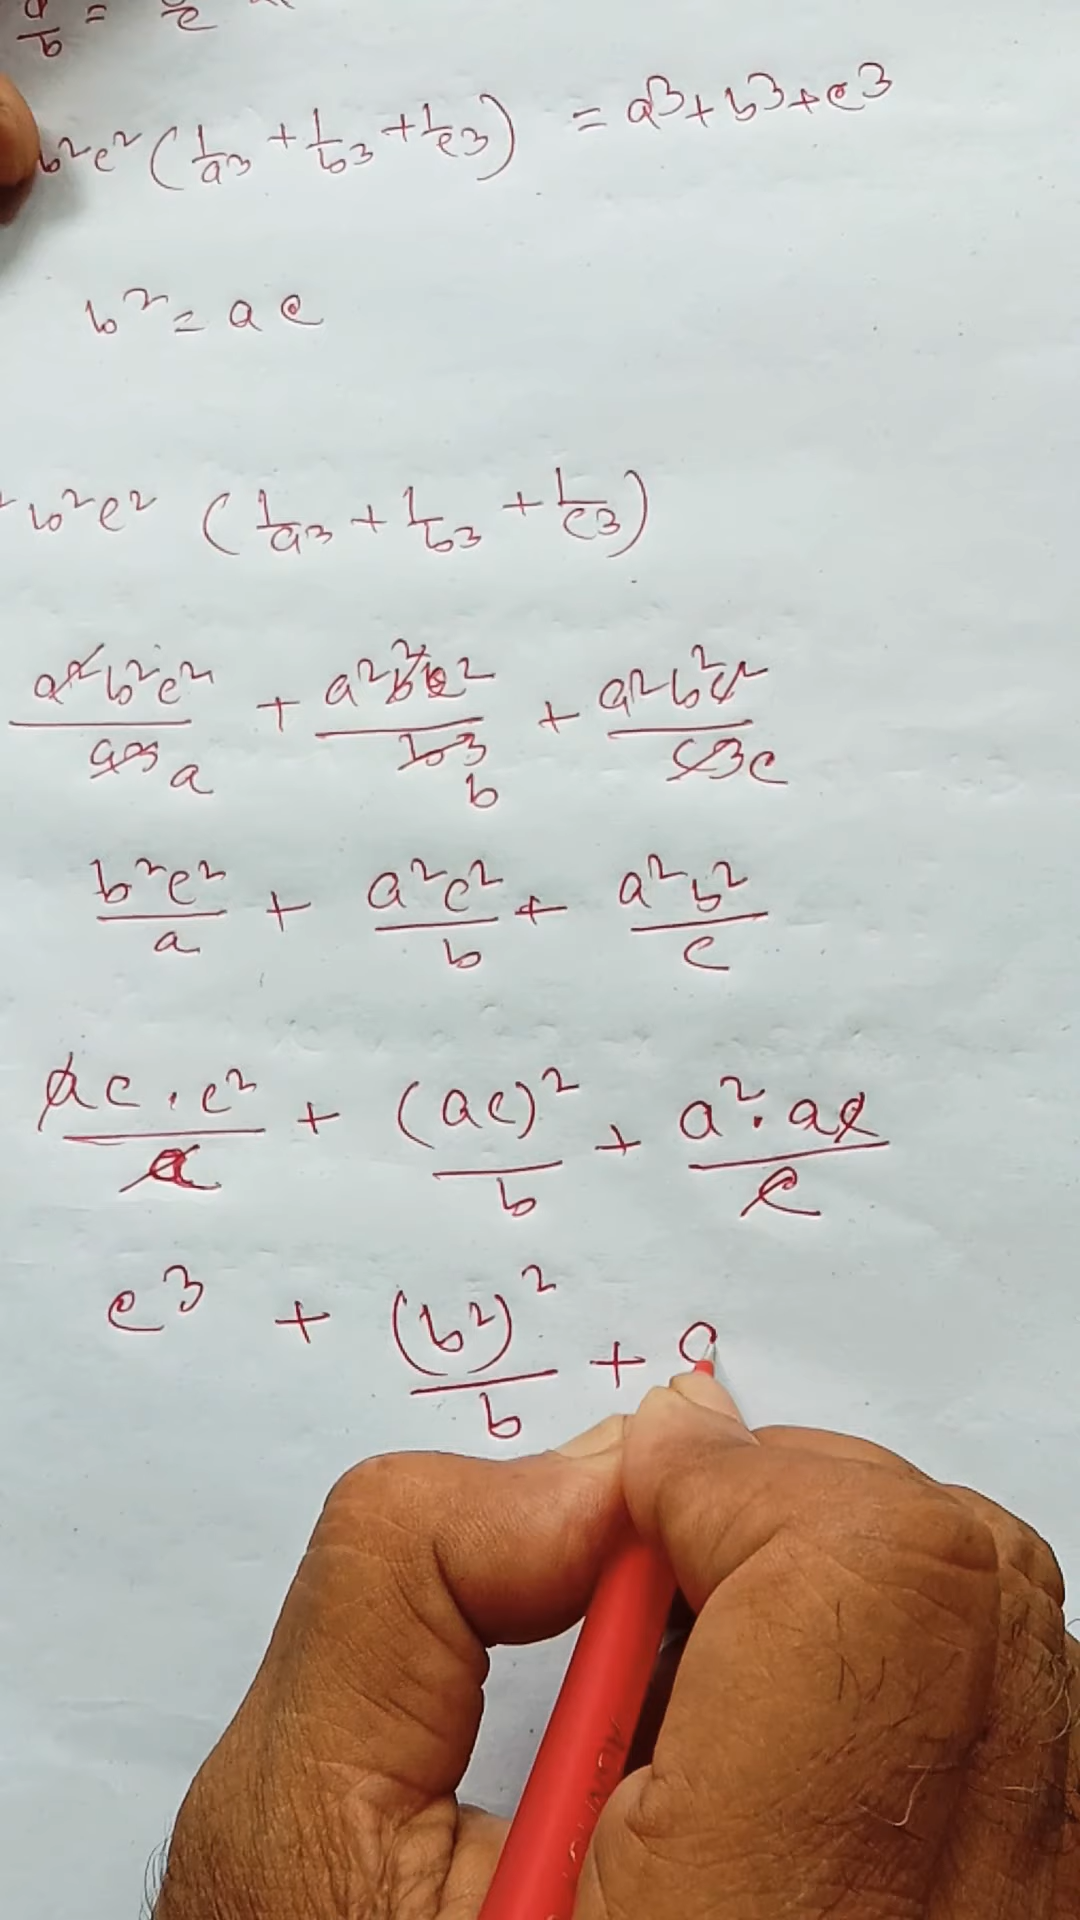 a/b = b/c
b²c² (1/a³ + 1/b³ + 1/c³) = a³ + b³ + c³
b² = ac
²b²c² (1/a³ + 1/b³ + 1/c³)
a²b²c²/a³ a + a²b²c²/b³ b + a²b²c²/c³ c
b²c²/a + a²c²/b + a²b²/c
ac . c²/a + (ac)²/b + a² . ac/c
c³ + (b²)²/b + a